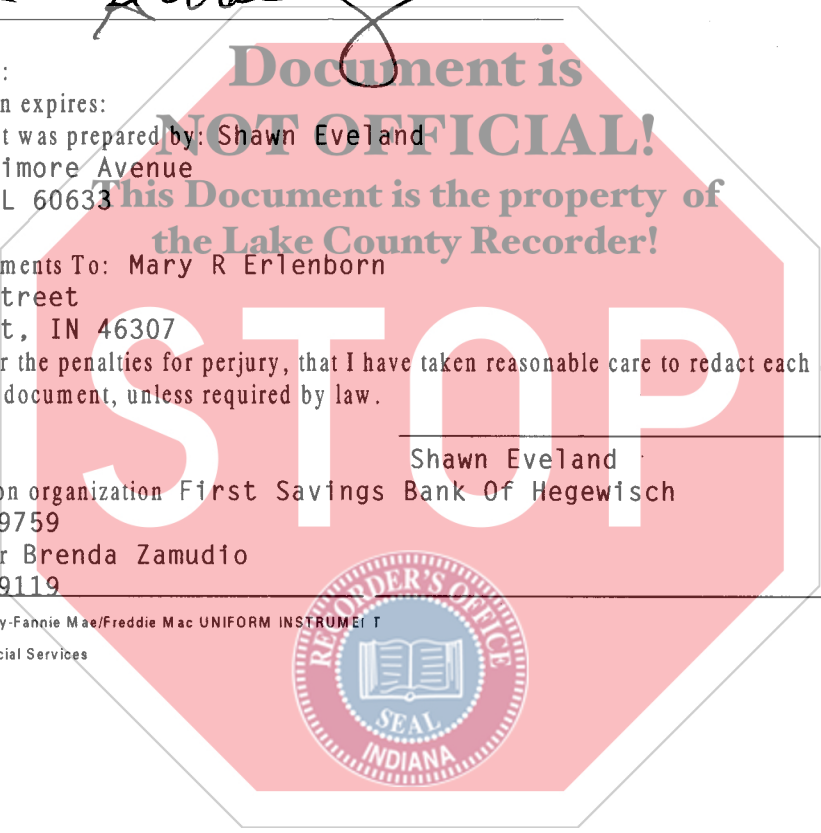 Document is
:
n expires:
NOT OFFICIAL!
t was prepared by: Shawn Eveland
imore Avenue
This Document is the property of
L 60633
the Lake County Recorder!
ments To: Mary R Erlenborn
treet
t, IN 46307
STOP
r the penalties for perjury, that I have taken reasonable care to redact each
document, unless required by law.
Shawn Eveland
on organization First Savings Bank Of Hegewisch
9759
r Brenda Zamudio
9119
y-Fannie Mae/Freddie Mac UNIFORM INSTRUME T
cial Services
RECORDER'S OFFICE
SEAL
INDIANA